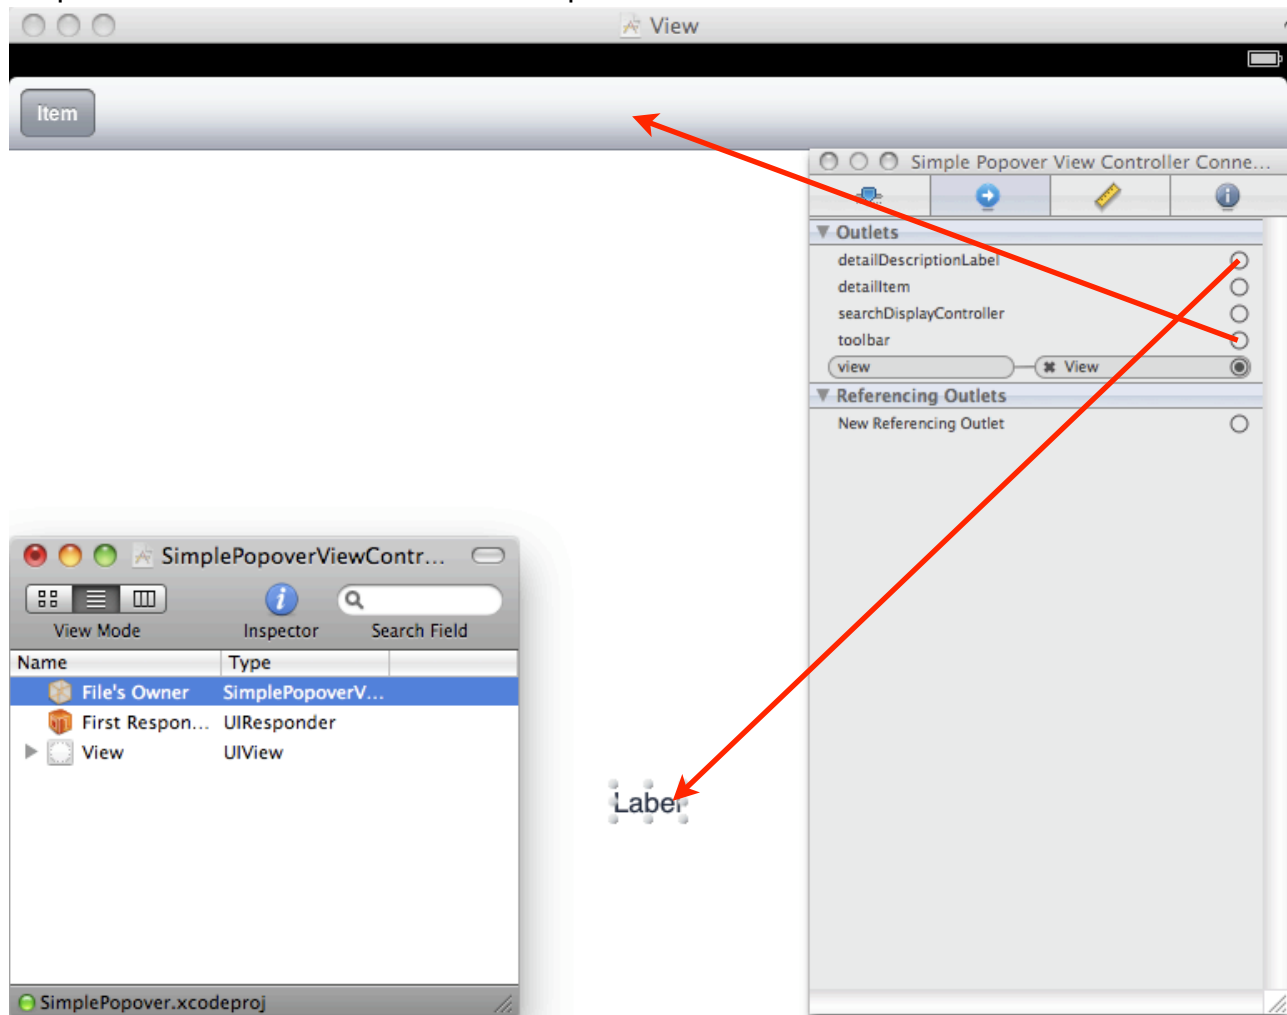 View
Item
Simple Popover View Controller Conne...
Outlets
detailDescriptionLabel
detailItem
searchDisplayController
toolbar
view
View
Referencing Outlets
New Referencing Outlet
SimplePopoverViewContr...
View Mode
Inspector
Search Field
Name
Type
File's Owner
SimplePopoverV...
First Respon...
UIResponder
View
UIView
Label
SimplePopover.xcodeproj